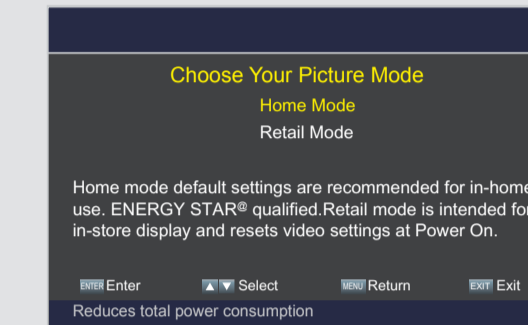 Choose Your Picture Mode
Home Mode
Retail Mode
Home mode default settings are recommended for in-home
use. ENERGY STAR@ qualified.Retail mode is intended for
in-store display and resets video settings at Power On.
ENTER Enter ▲ ▼ Select MENU Return EXIT Exit
Reduces total power consumption